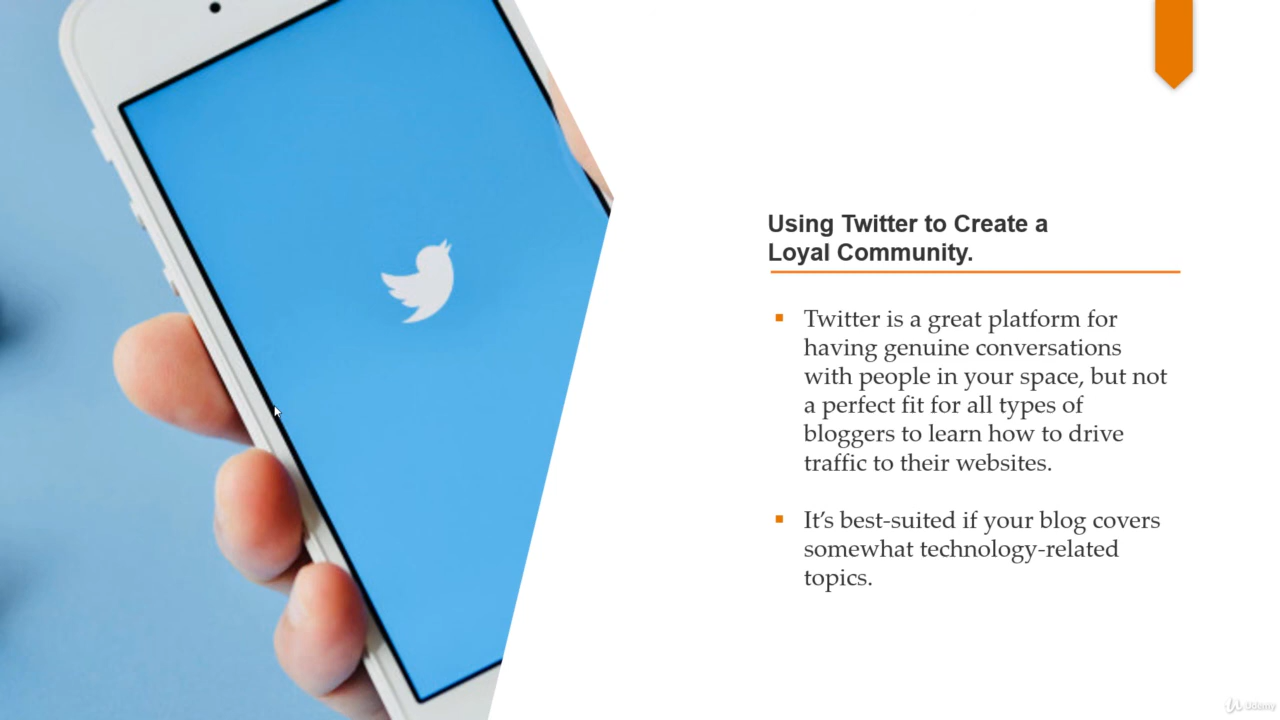 Using Twitter to Create a
Loyal Community.
▪ Twitter is a great platform for
having genuine conversations
with people in your space, but not
a perfect fit for all types of
bloggers to learn how to drive
traffic to their websites.
▪ It’s best-suited if your blog covers
somewhat technology-related
topics.
Udemy